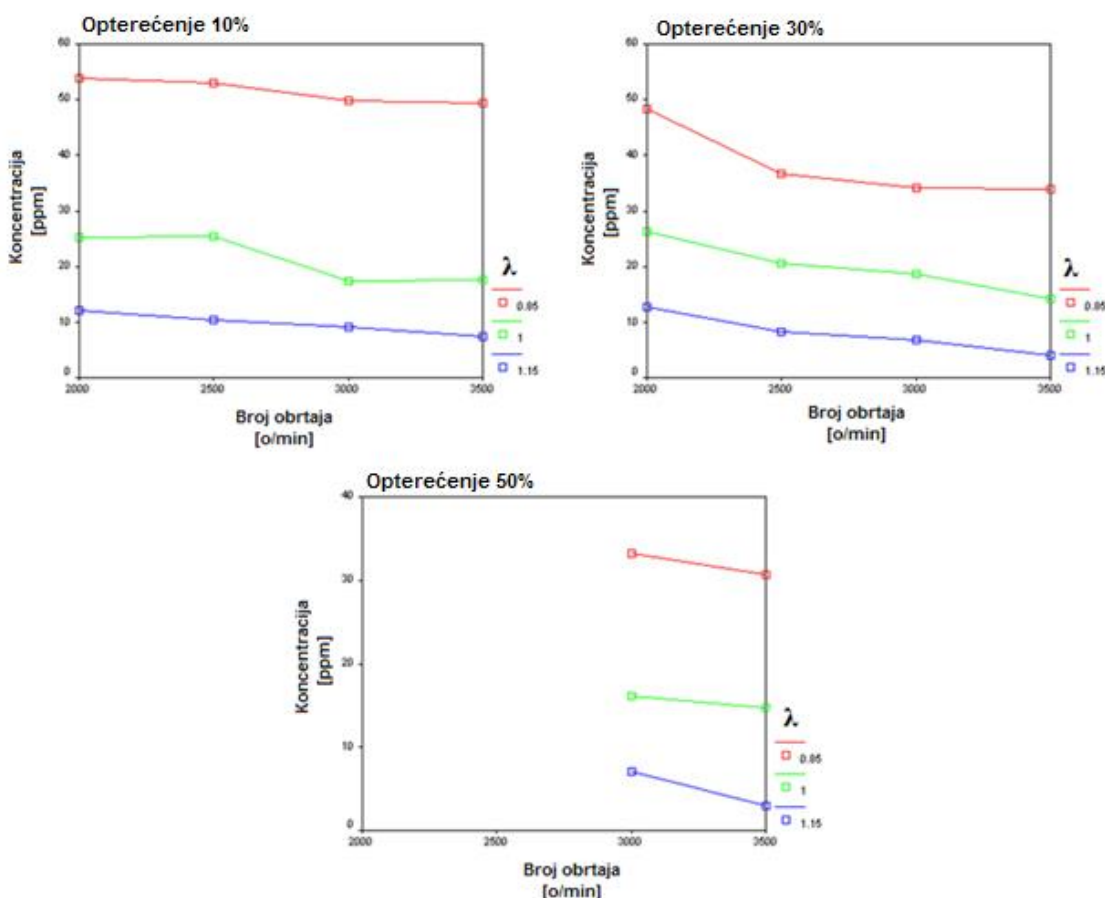 Opterećenje 10%
60
50
40
30
20
10
0
Koncentracija
[ppm]
2000 2500 3000 3500
Broj obrtaja
[o/min]
λ
0.85
1
1.15
Opterećenje 30%
60
50
40
30
20
10
0
Koncentracija
[ppm]
2000 2500 3000 3500
Broj obrtaja
[o/min]
λ
0.85
1
1.15
Opterećenje 50%
40
30
20
10
0
Koncentracija
[ppm]
2000 2500 3000 3500
Broj obrtaja
[o/min]
λ
0.85
1
1.15